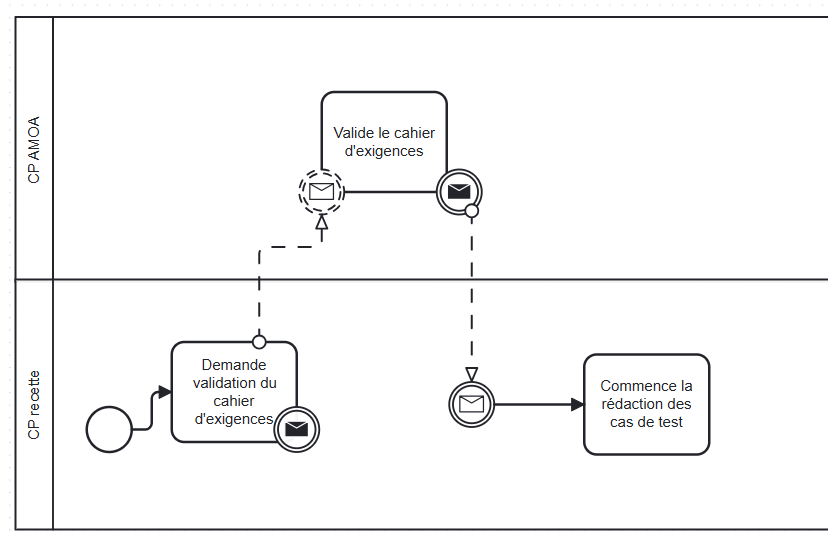 CP AMOA
Valide le cahier
d'exigences
CP recette
Demande
validation du
cahier
d'exigences
Commence la
rédaction des
cas de test